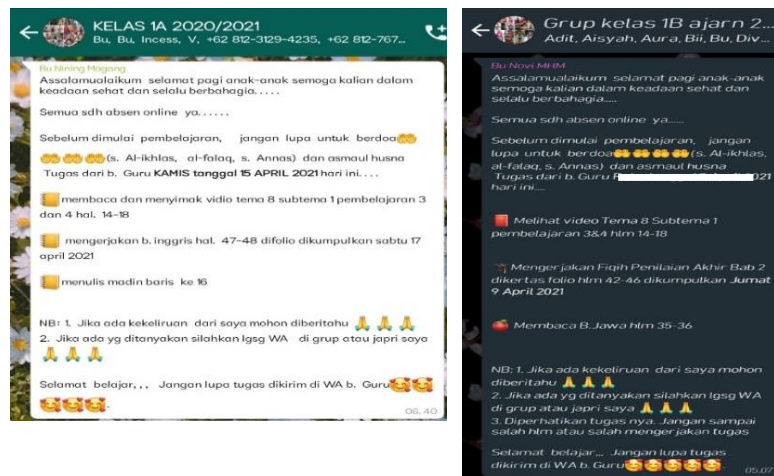 KELAS 1A 2020/2021
Bu, Bu, Incess, V, +62 812-3129-4235, +62 812-767...
Bu Nining Magang
Assalamualaikum selamat pagi anak-anak semoga kalian dalam
keadaan sehat dan selalu berbahagia.....
Semua sdh absen online ya......
Sebelum dimulai pembelajaran, jangan lupa untuk berdoa🤲
🤲🤲🤲(s. Al-ikhlas, al-falaq, s. Annas) dan asmaul husna
Tugas dari b. Guru KAMIS tanggal 15 APRIL 2021 hari ini....
📒membaca dan menyimak vidio tema 8 subtema 1 pembelajaran 3
dan 4 hal. 14-18
📒 mengerjakan b. inggris hal. 47-48 difolio dikumpulkan sabtu 17
april 2021
📒menulis madin baris ke 16
NB: 1. Jika ada kekeliruan dari saya mohon diberitahu 🙏 🙏 🙏
2. Jika ada yg ditanyakan silahkan lgsg WA di grup atau japri saya
🙏 🙏 🙏
Selamat belajar,,, Jangan lupa tugas dikirim di WA b. Guru🥰🥰
🥰🥰🥰.
06.40
Grup kelas 1B ajarn 2...
Adit, Aisyah, Aura, Bii, Bu, Div...
Bu Novi MHM
Assalamualaikum selamat pagi anak-anak
semoga kalian dalam keadaan sehat dan
selalu berbahagia.....
Semua sdh absen online ya......
Sebelum dimulai pembelajaran, jangan
lupa untuk berdoa🤲🤲🤲🤲(s. Al-ikhlas,
al-falaq, s. Annas) dan asmaul husna
Tugas dari b. Guru 021
hari ini....
📕 Melihat video Tema 8 Subtema 1
pembelajaran 3&4 hlm 14-18
Mengerjakan Fiqih Penilaian Akhir Bab 2
dikertas folio hlm 42-46 dikumpulkan Jumat
9 April 2021
🍎 Membaca B.Jawa hlm 35-36
NB: 1. Jika ada kekeliruan dari saya mohon
diberitahu 🙏 🙏 🙏
2. Jika ada yg ditanyakan silahkan lgsg WA
di grup atau japri saya 🙏 🙏 🙏
3. Diperhatikan tugas nya. Jangan sampai
salah hlm atau salah mengerjakan tugas
Selamat belajar,,, Jangan lupa tugas
dikirim di WA b. Guru🥰🥰🥰🥰🥰.
05.07